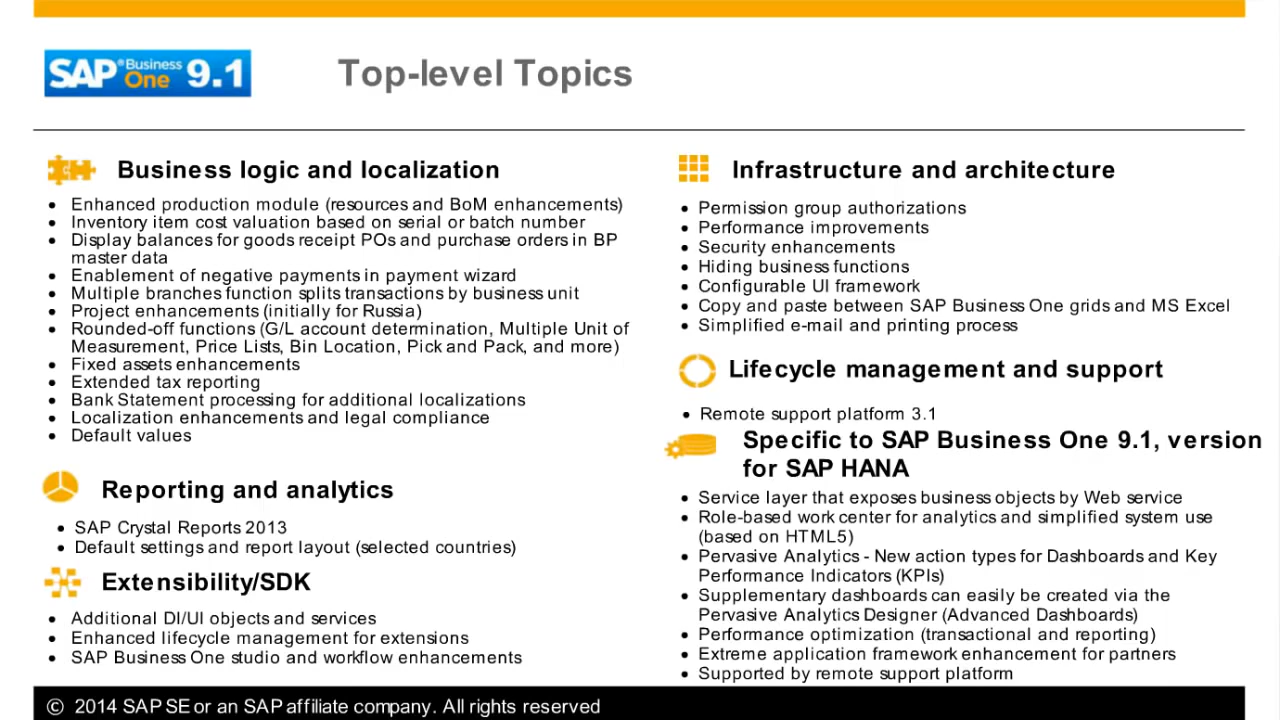 SAP® Business One 9.1
Top-level Topics
Business logic and localization
• Enhanced production module (resources and BoM enhancements)
• Inventory item cost valuation based on serial or batch number
• Display balances for goods receipt POs and purchase orders in BP
master data
• Enablement of negative payments in payment wizard
• Multiple branches function splits transactions by business unit
• Project enhancements (initially for Russia)
• Rounded-off functions (G/L account determination, Multiple Unit of
Measurement, Price Lists, Bin Location, Pick and Pack, and more)
• Fixed assets enhancements
• Extended tax reporting
• Bank Statement processing for additional localizations
• Localization enhancements and legal compliance
• Default values
Reporting and analytics
• SAP Crystal Reports 2013
• Default settings and report layout (selected countries)
Extensibility/SDK
• Additional DI/UI objects and services
• Enhanced lifecycle management for extensions
• SAP Business One studio and workflow enhancements
Infrastructure and architecture
• Permission group authorizations
• Performance improvements
• Security enhancements
• Hiding business functions
• Configurable UI framework
• Copy and paste between SAP Business One grids and MS Excel
• Simplified e-mail and printing process
Lifecycle management and support
• Remote support platform 3.1
Specific to SAP Business One 9.1, version
for SAP HANA
• Service layer that exposes business objects by Web service
• Role-based work center for analytics and simplified system use
(based on HTML5)
• Pervasive Analytics - New action types for Dashboards and Key
Performance Indicators (KPIs)
• Supplementary dashboards can easily be created via the
Pervasive Analytics Designer (Advanced Dashboards)
• Performance optimization (transactional and reporting)
• Extreme application framework enhancement for partners
• Supported by remote support platform
© 2014 SAP SE or an SAP affiliate company. All rights reserved